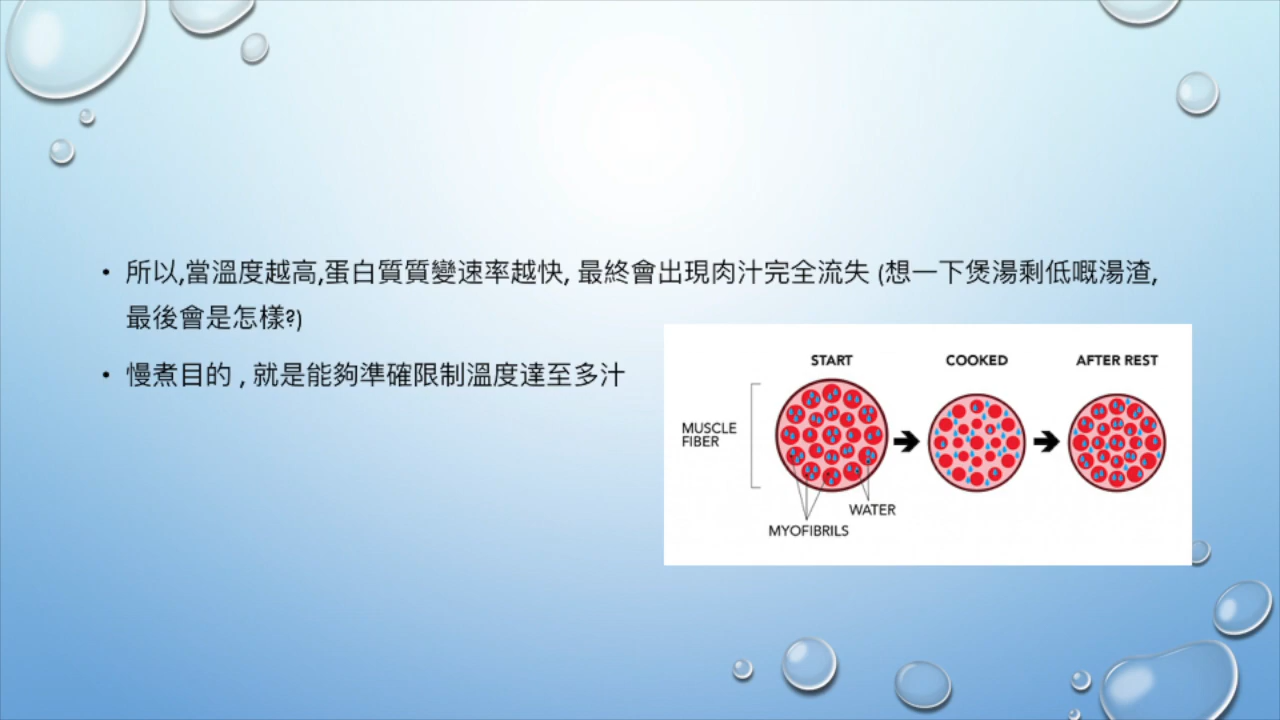 • 所以,當溫度越高,蛋白質質變速率越快, 最終會出現肉汁完全流失 (想一下煲湯剩低嘅湯渣,
最後會是怎樣?)
• 慢煮目的 , 就是能夠準確限制溫度達至多汁
START COOKED AFTER REST
MUSCLE
FIBER
WATER
MYOFIBRILS